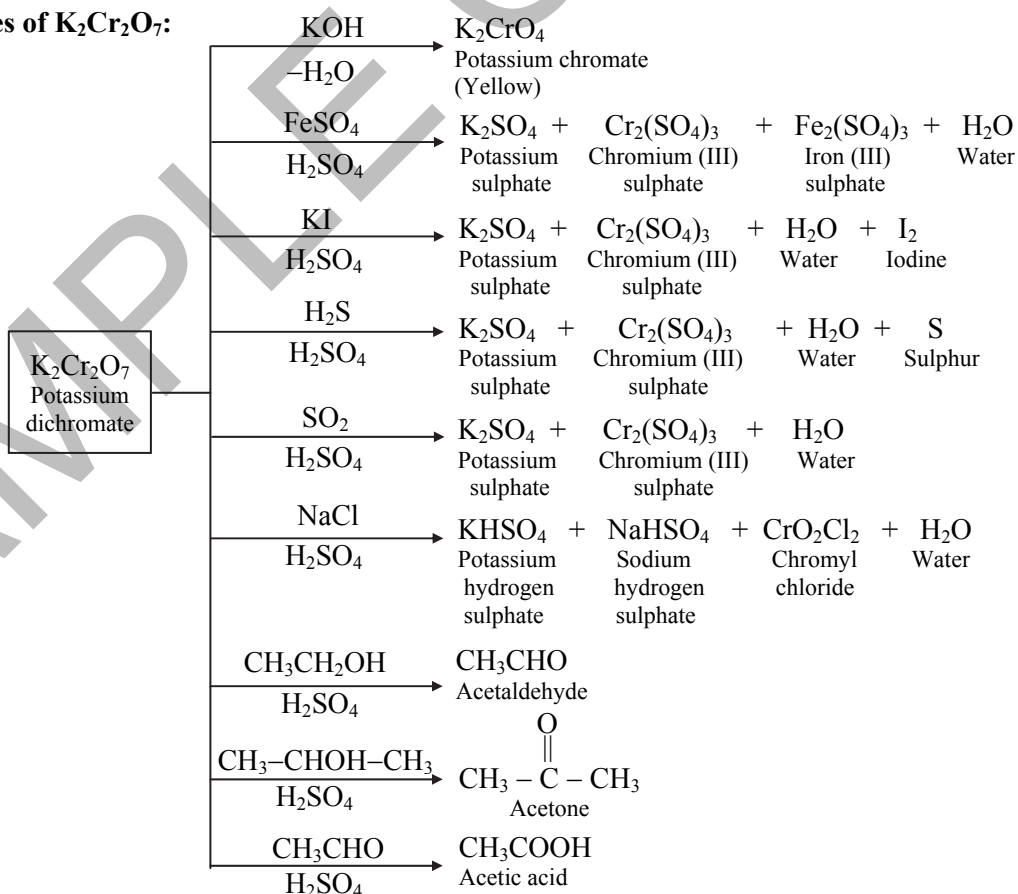 es of K₂Cr₂O₇:
KOH
–H₂O
K₂CrO₄
Potassium chromate
(Yellow)
FeSO₄
H₂SO₄
K₂SO₄ + Cr₂(SO₄)₃ + Fe₂(SO₄)₃ + H₂O
Potassium Chromium (III) Iron (III) Water
sulphate sulphate sulphate
KI
H₂SO₄
K₂SO₄ + Cr₂(SO₄)₃ + H₂O + I₂
Potassium Chromium (III) Water Iodine
sulphate sulphate
H₂S
H₂SO₄
K₂SO₄ + Cr₂(SO₄)₃ + H₂O + S
Potassium Chromium (III) Water Sulphur
sulphate sulphate
K₂Cr₂O₇
Potassium
dichromate
SO₂
H₂SO₄
K₂SO₄ + Cr₂(SO₄)₃ + H₂O
Potassium Chromium (III) Water
sulphate sulphate
NaCl
H₂SO₄
KHSO₄ + NaHSO₄ + CrO₂Cl₂ + H₂O
Potassium Sodium Chromyl Water
hydrogen hydrogen chloride
sulphate sulphate
CH₃CH₂OH
H₂SO₄
CH₃CHO
Acetaldehyde
CH₃–CHOH–CH₃
H₂SO₄
O
||
CH₃ – C – CH₃
Acetone
CH₃CHO
H₂SO₄
CH₃COOH
Acetic acid